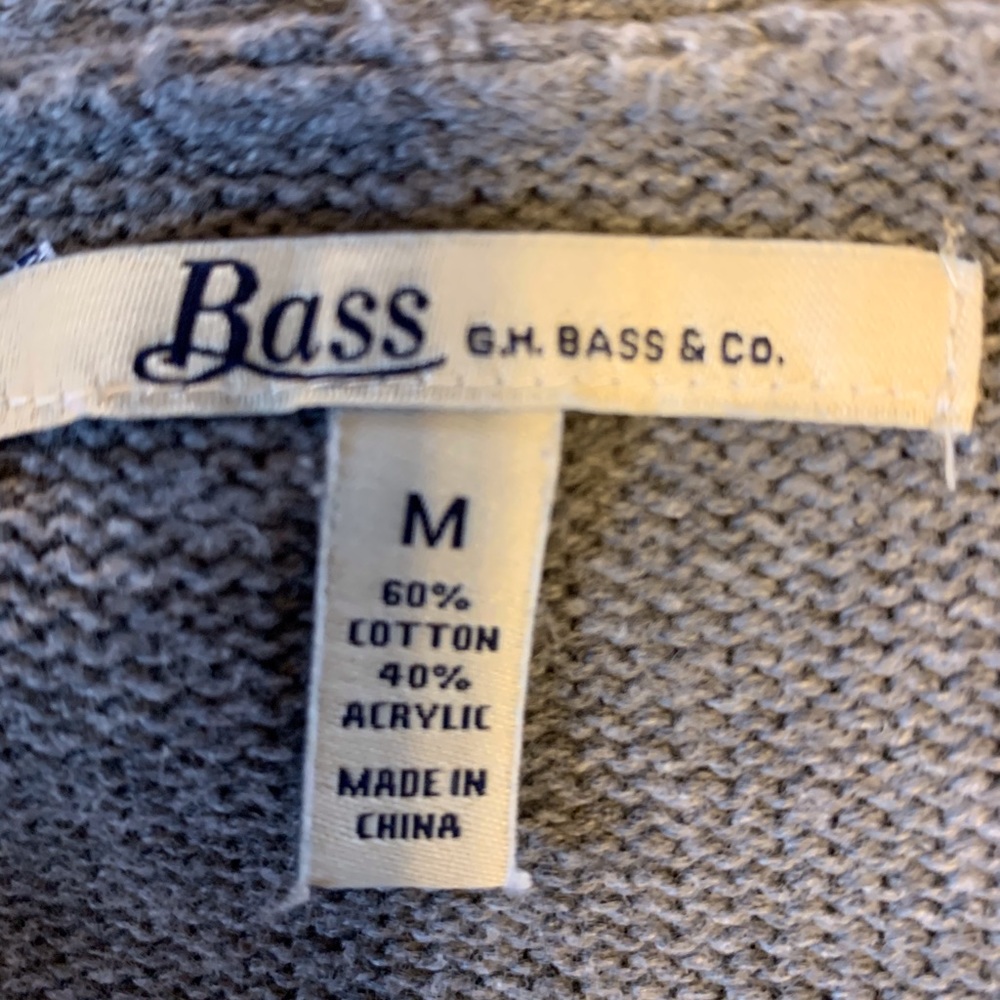 Bass G.H. BASS & CO.
M
60%
COTTON
40%
ACRYLIC
MADE IN
CHINA